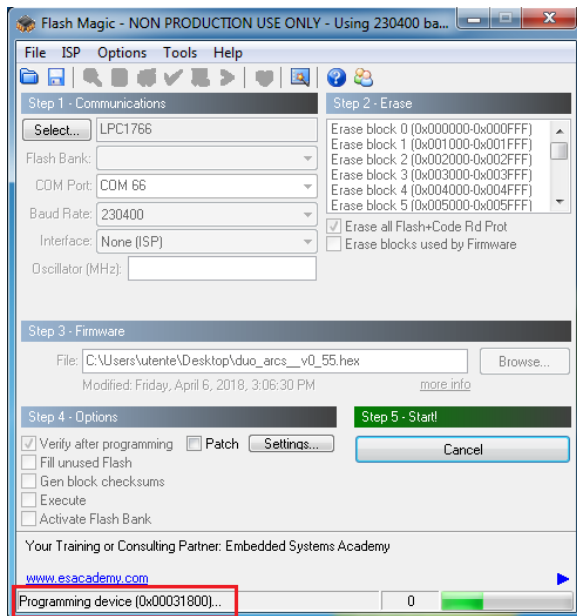 Flash Magic - NON PRODUCTION USE ONLY - Using 230400 ba...
File ISP Options Tools Help
Step 1 - Communications
Select... LPC1766
Flash Bank:
COM Port: COM 66
Baud Rate: 230400
Interface: None (ISP)
Oscillator (MHz):
Step 2 - Erase
Erase block 0 (0x000000-0x000FFF)
Erase block 1 (0x001000-0x001FFF)
Erase block 2 (0x002000-0x002FFF)
Erase block 3 (0x003000-0x003FFF)
Erase block 4 (0x004000-0x004FFF)
Erase block 5 (0x005000-0x005FFF)
Erase all Flash+Code Rd Prot
Erase blocks used by Firmware
Step 3 - Firmware
File: C:\Users\utente\Desktop\duo_arcs__v0_55.hex Browse...
Modified: Friday, April 6, 2018, 3:06:30 PM more info
Step 4 - Options
Verify after programming Patch Settings...
Fill unused Flash
Gen block checksums
Execute
Activate Flash Bank
Step 5 - Start!
Cancel
Your Training or Consulting Partner: Embedded Systems Academy
www.esacademy.com
Programming device (0x00031800)... 0